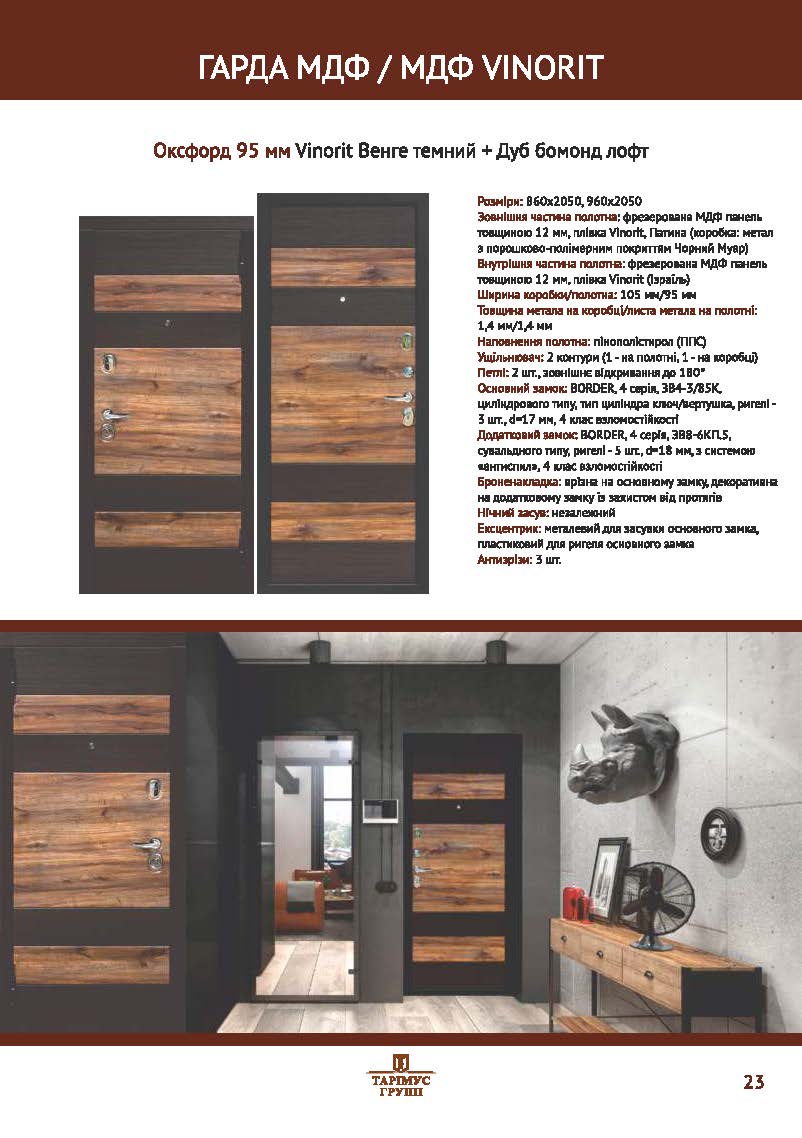 ГАРДА МДФ / МДФ VINORIT
Оксфорд 95 мм Vinorit Венге темний + Дуб бомонд лофт
Розміри: 860х2050, 960х2050
Зовнішня частина полотна: фрезерована МДФ панель
товщиною 12 мм, плівка Vinorit, Патина (коробка: метал
з порошково-полімерним покриттям Чорний Муар)
Внутрішня частина полотна: фрезерована МДФ панель
товщиною 12 мм, плівка Vinorit (Ізраїль)
Ширина коробки/полотна: 105 мм/95 мм
Товщина метала на коробці/листа метала на полотні:
1,4 мм/1,4 мм
Наповнення полотна: пінополістирол (ППС)
Ущільнювач: 2 контури (1 - на полотні, 1 - на коробці)
Петлі: 2 шт., зовнішнє відкривання до 180°
Основний замок: BORDER, 4 серія, ЗВ4-3/85К,
циліндрового типу, тип циліндра ключ/вертушка, ригелі -
3 шт., d=17 мм, 4 клас взломостійкості
Додатковий замок: BORDER, 4 серія, ЗВ8-6КП.5,
сувальдного типу, ригелі - 5 шт., d=18 мм, з системою
«антиспил», 4 клас взломостійкості
Броненакладка: врізна на основному замку, декоративна
на додатковому замку із захистом від протягів
Нічний засув: незалежний
Ексцентрик: металевий для засувки основного замка,
пластиковий для ригеля основного замка
Антизрізи: 3 шт.
ТАРІМУС
ГРУПП
23